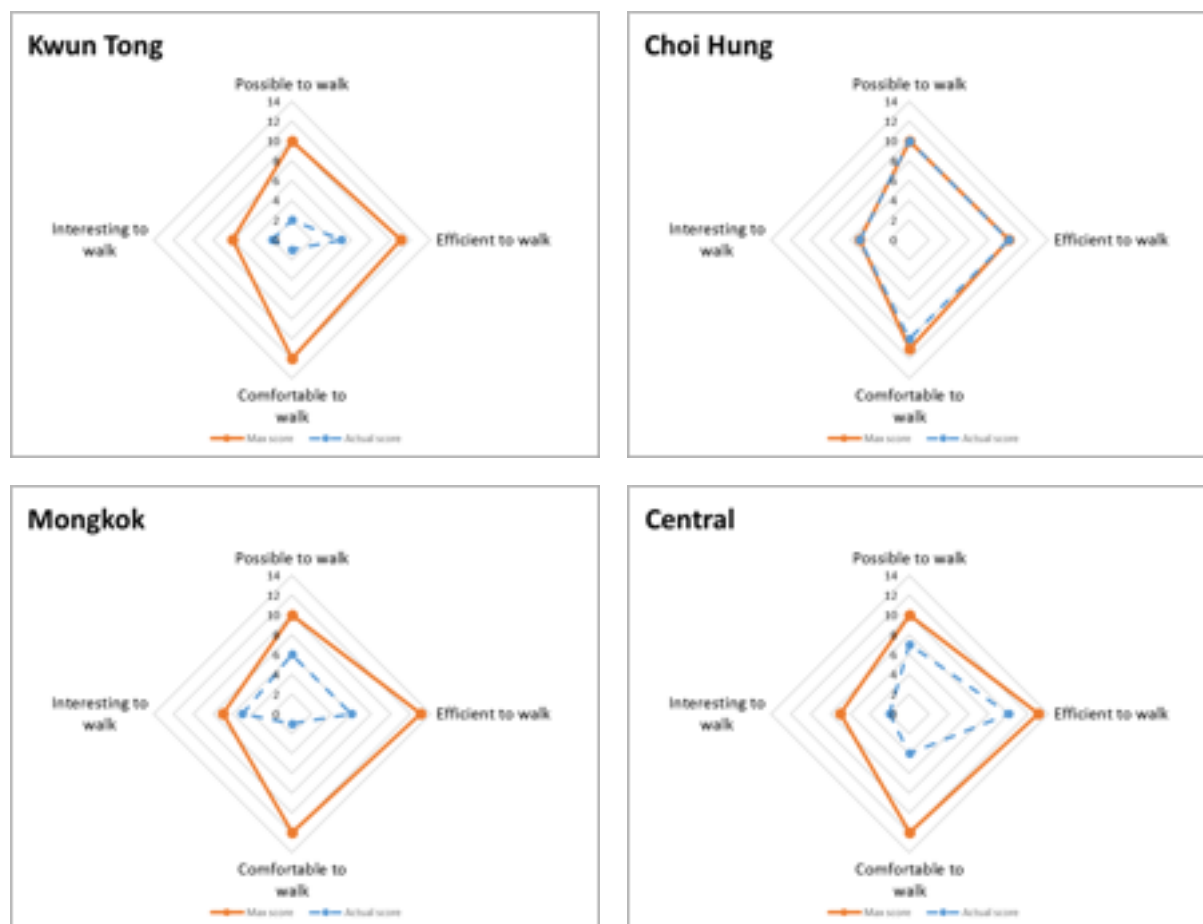 Kwun Tong
Possible to walk
14
12
10
8
6
4
2
0
Interesting to
walk
Efficient to walk
Comfortable to
walk
Max score
Actual score
Choi Hung
Possible to walk
14
12
10
8
6
4
2
0
Interesting to
walk
Efficient to walk
Comfortable to
walk
Max score
Actual score
Mongkok
Possible to walk
14
12
10
8
6
4
2
0
Interesting to
walk
Efficient to walk
Comfortable to
walk
Max score
Actual score
Central
Possible to walk
14
12
10
8
6
4
2
0
Interesting to
walk
Efficient to walk
Comfortable to
walk
Max score
Actual score